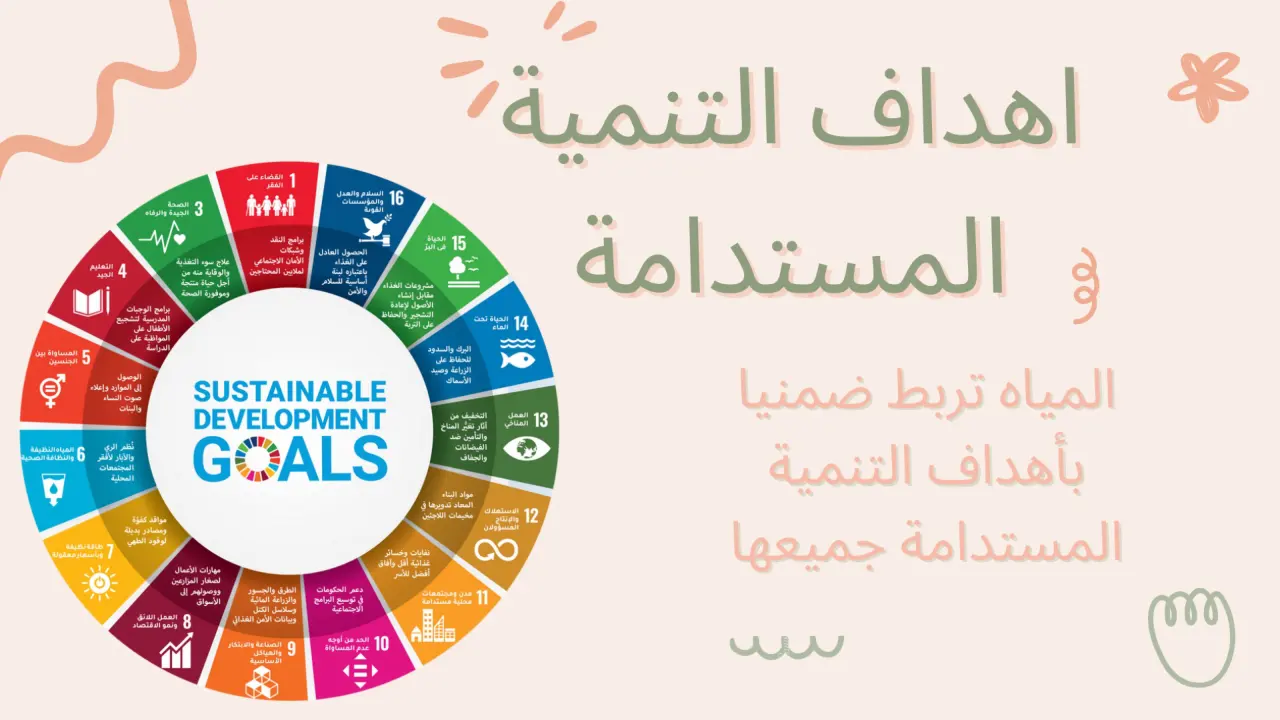 اهداف التنمية
المستدامة
المياه تربط ضمنيا
بأهداف التنمية
المستدامة جميعها
SUSTAINABLE
DEVELOPMENT
GOALS
1
القضاء على
الفقر
برامج النقد
وشبكات
الأمان الاجتماعي
لملايين المحتاجين
3
الصحة
الجيدة والرفاه
علاج سوء التغذية
والوقاية منه من
أجل حياة منتجة
وموفورة الصحة
4
التعليم
الجيد
برامج الوجبات
المدرسية لتشجيع
الأطفال على
المواظبة على
الدراسة
5
المساواة بين
الجنسين
الوصول
إلى الموارد وإعلاء
صوت النساء
والبنات
6
المياه النظيفة
والنظافة الصحية
نُظم الري
والآبار لأفقر
المجتمعات
المحلية
7
طاقة نظيفة
وبأسعار معقولة
مواقد كفؤة
ومصادر بديلة
لوقود الطهي
8
العمل اللائق
ونمو الاقتصاد
مهارات الأعمال
لصغار المزارعين
ووصولهم إلى
الأسواق
9
الصناعة والابتكار
والهياكل
الأساسية
الطرق والجسور
والزراعة المائية
وسلاسل الكتل
وبيانات الأمن الغذائي
10
الحد من أوجه
عدم المساواة
دعم الحكومات
في توسيع البرامج
الاجتماعية
11
مدن ومجتمعات
محلية مستدامة
نفايات وخسائر
غذائية أقل وآفاق
أفضل للأسر
12
الاستهلاك
والإنتاج
المسؤولان
مواد البناء
المعاد تدويرها في
مخيمات اللاجئين
13
العمل
المناخي
التخفيف من
آثار تغيُّر المناخ
والتأمين ضد
الفيضانات
والجفاف
14
الحياة تحت
الماء
البرك والسدود
للحفاظ على
الزراعة وصيد
الأسماك
15
الحياة
في البرّ
مشروعات الغذاء
مقابل إنشاء
الأصول لإعادة
التشجير والحفاظ
على التربة
16
السلام والعدل
والمؤسسات
القوية
الحصول العادل
على الغذاء
باعتباره لبنة
أساسية للسلام
والأمن